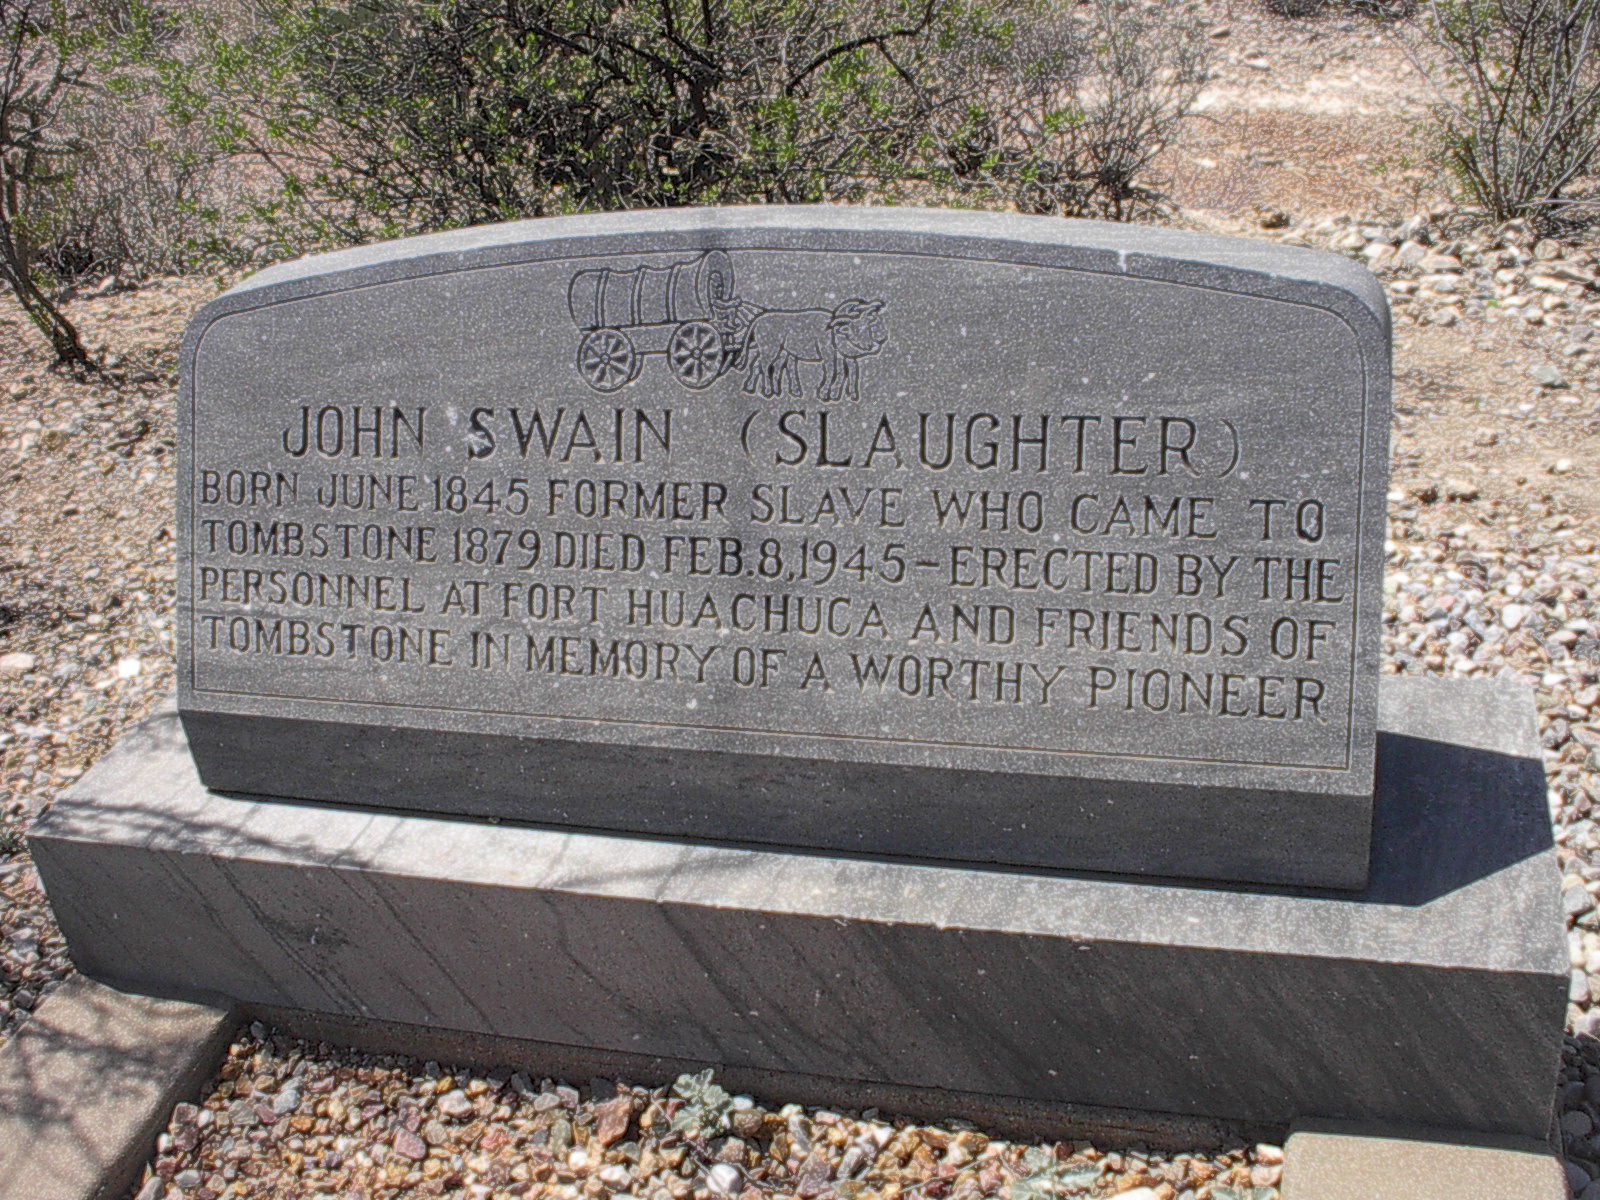 JOHN SWAIN (SLAUGHTER)
BORN JUNE 1845 FORMER SLAVE WHO CAME TO
TOMBSTONE 1879 DIED FEB. 8, 1945 - ERECTED BY THE
PERSONNEL AT FORT HUACHUCA AND FRIENDS OF
TOMBSTONE IN MEMORY OF A WORTHY PIONEER